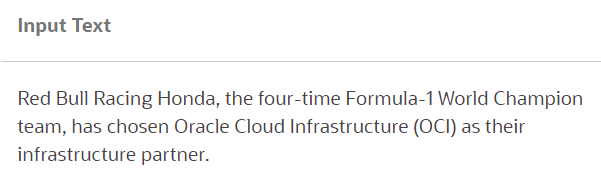 Input Text
Red Bull Racing Honda, the four-time Formula-1 World Champion
team, has chosen Oracle Cloud Infrastructure (OCI) as their
infrastructure partner.